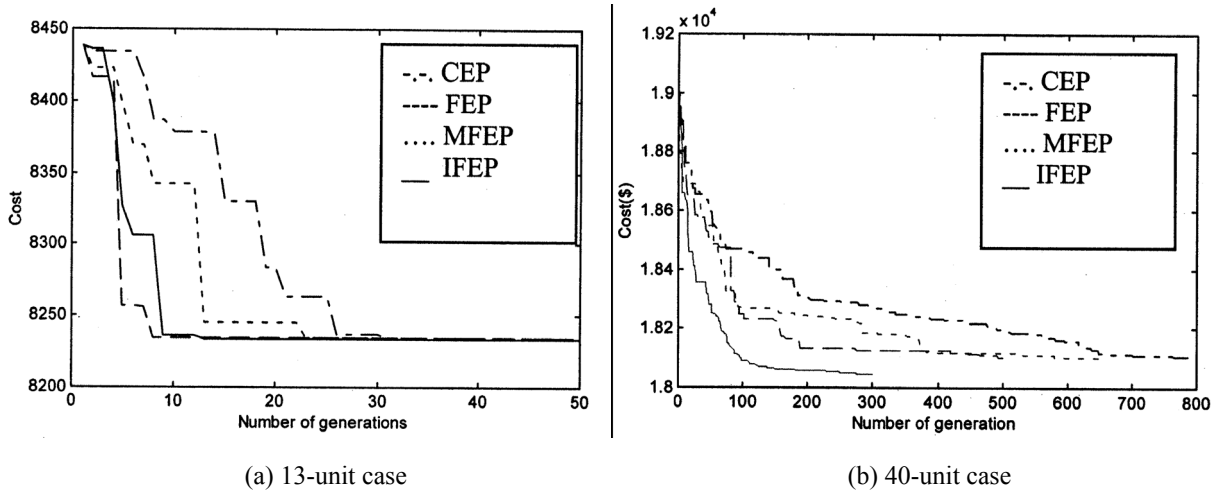 8450
8400
8350
8300
8250
8200
Cost
0
10
20
30
40
50
Number of generations
CEP
FEP
MFEP
IFEP
(a) 13-unit case
x 10⁴
1.92
1.9
1.88
1.86
1.84
1.82
1.8
Cost($)
0
100
200
300
400
500
600
700
800
Number of generation
CEP
FEP
MFEP
IFEP
(b) 40-unit case